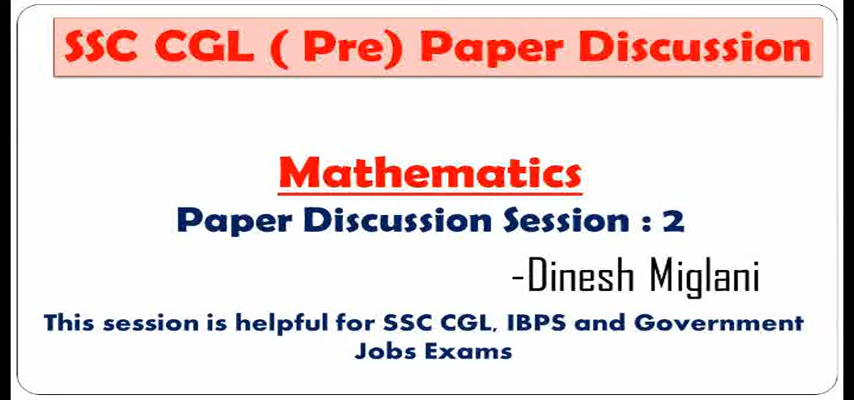 SSC CGL ( Pre) Paper Discussion
Mathematics
Paper Discussion Session : 2
-Dinesh Miglani
This session is helpful for SSC CGL, IBPS and Government
Jobs Exams